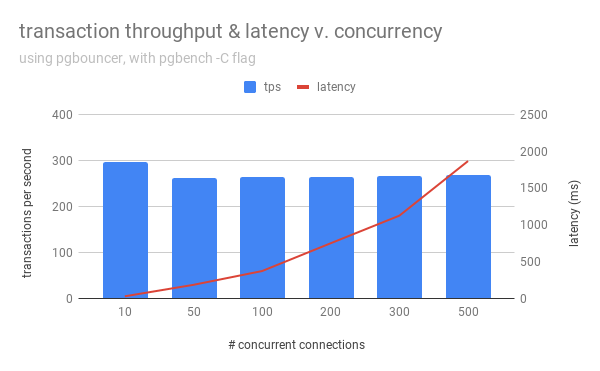 transaction throughput & latency v. concurrency
using pgbouncer, with pgbench -C flag
tps latency
400 2500
300 2000
200 1500
100 1000
0 500
0
transactions per second
latency (ms)
10 50 100 200 300 500
# concurrent connections